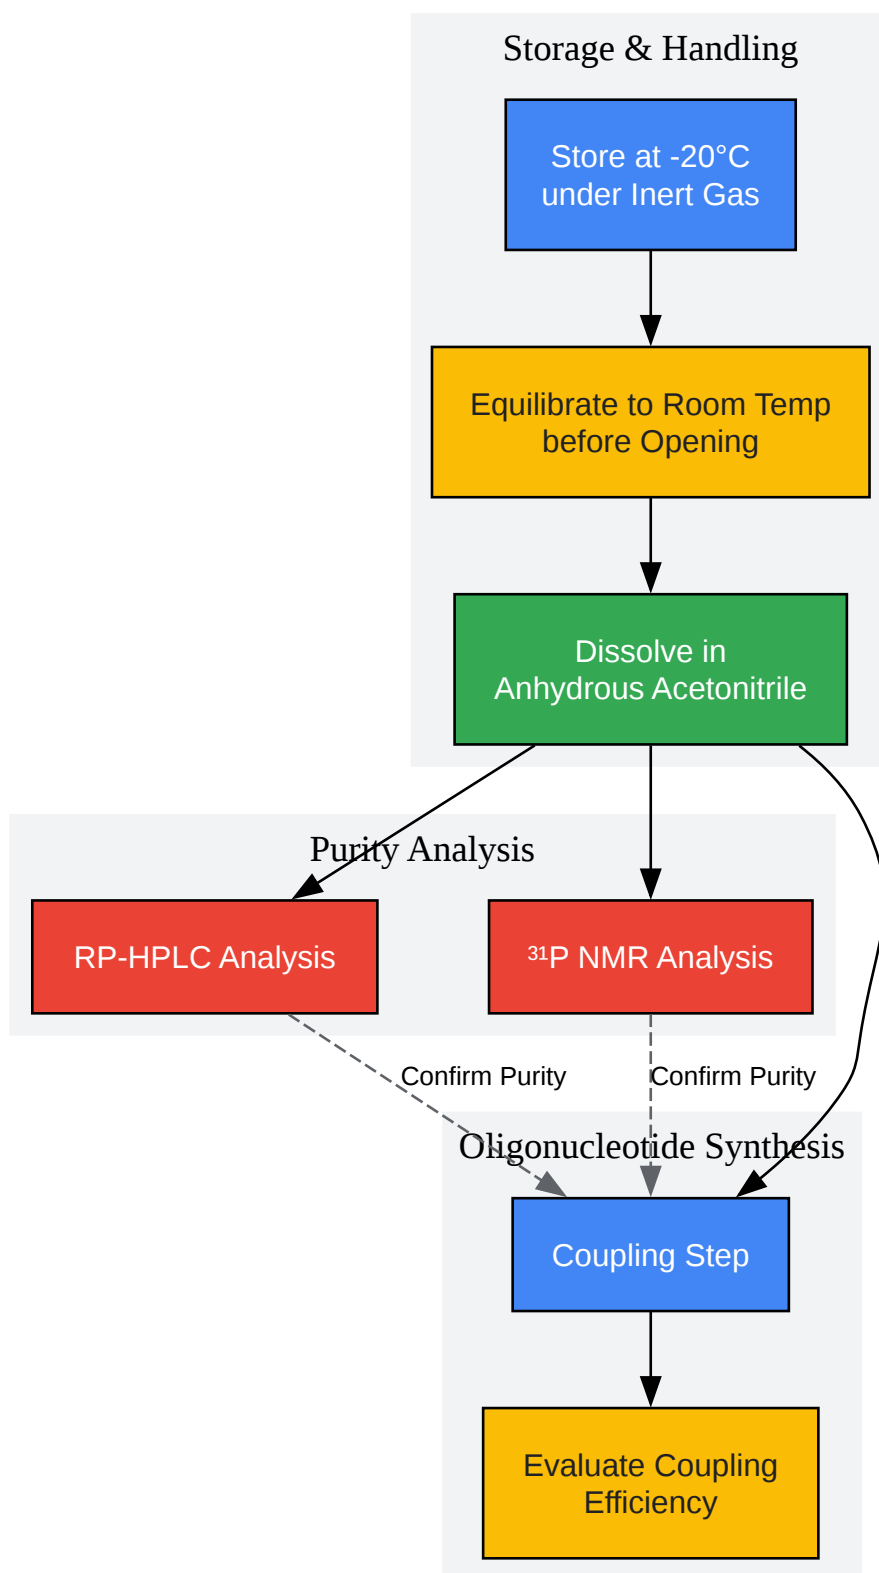 Storage & Handling
Store at -20°C
under Inert Gas
Equilibrate to Room Temp
before Opening
Dissolve in
Anhydrous Acetonitrile
Purity Analysis
RP-HPLC Analysis
³¹P NMR Analysis
Confirm Purity
Confirm Purity
Oligonucleotide Synthesis
Coupling Step
Evaluate Coupling
Efficiency